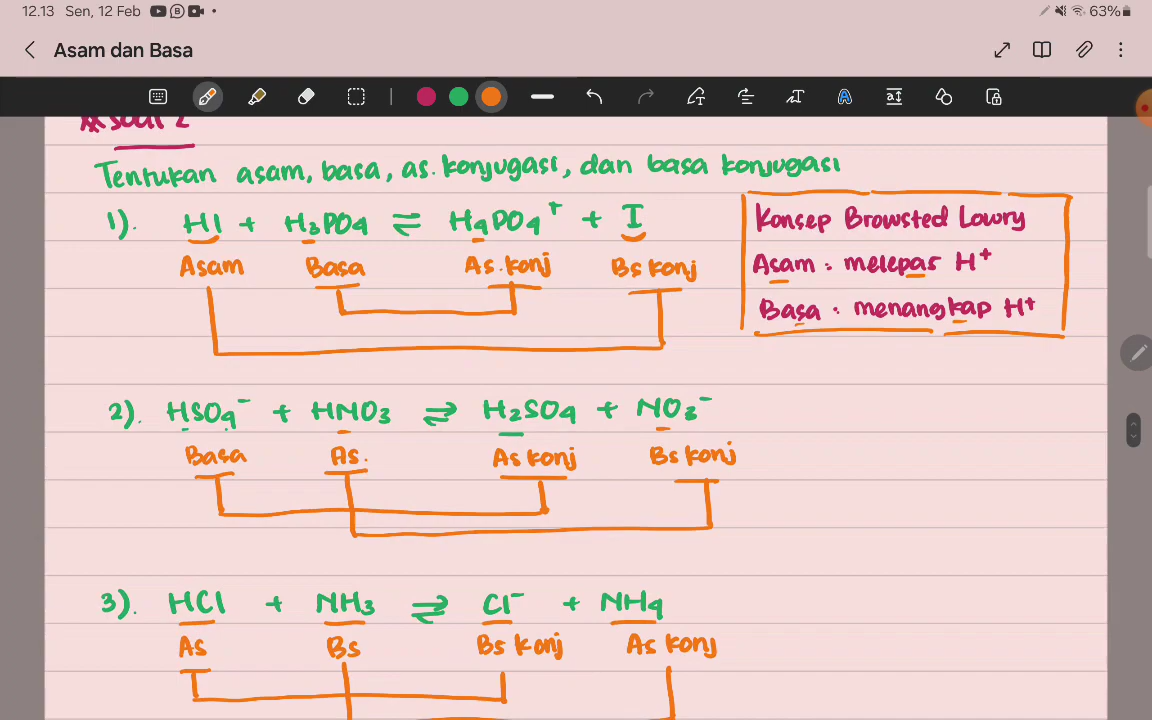 12.13 Sen, 12 Feb
63%
Asam dan Basa
Soal 2
Tentukan asam, basa, as. konjugasi, dan basa konjugasi
1). HI + H3PO4 ⇌ H4PO4+ + I
Asam Basa As. konj Bs konj
Konsep Browsted Lowry
Asam : melepas H+
Basa : menangkap H+
2). HSO4- + HNO3 ⇌ H2SO4 + NO3-
Basa As. As konj Bs konj
3). HCl + NH3 ⇌ Cl- + NH4
As Bs Bs konj As konj